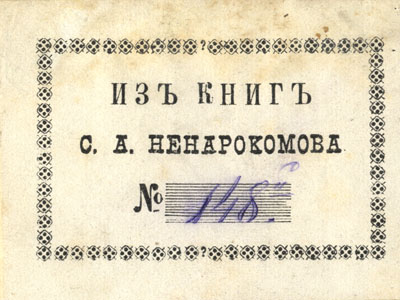 ИЗЪ КНИГЪ
С. А. НЕНАРОКОМОВА
№ 148.